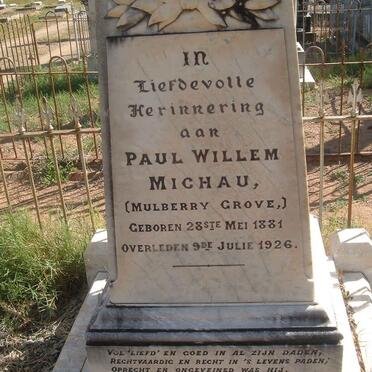 IN
Liefdevolle
Herinnering
aan
PAUL WILLEM
MICHAU,
(MULBERRY GROVE,)
GEBOREN 28STE MEI 1881
OVERLEDEN 9DE JULIE 1926.
VOL 'LIEFD' EN GOED IN AL ZIJN DADEN,
RECHTVAARDIG EN RECHT IN 'S LEVENS PADEN,
OPRECHT EN ONGEVEINED WAS HIJ,